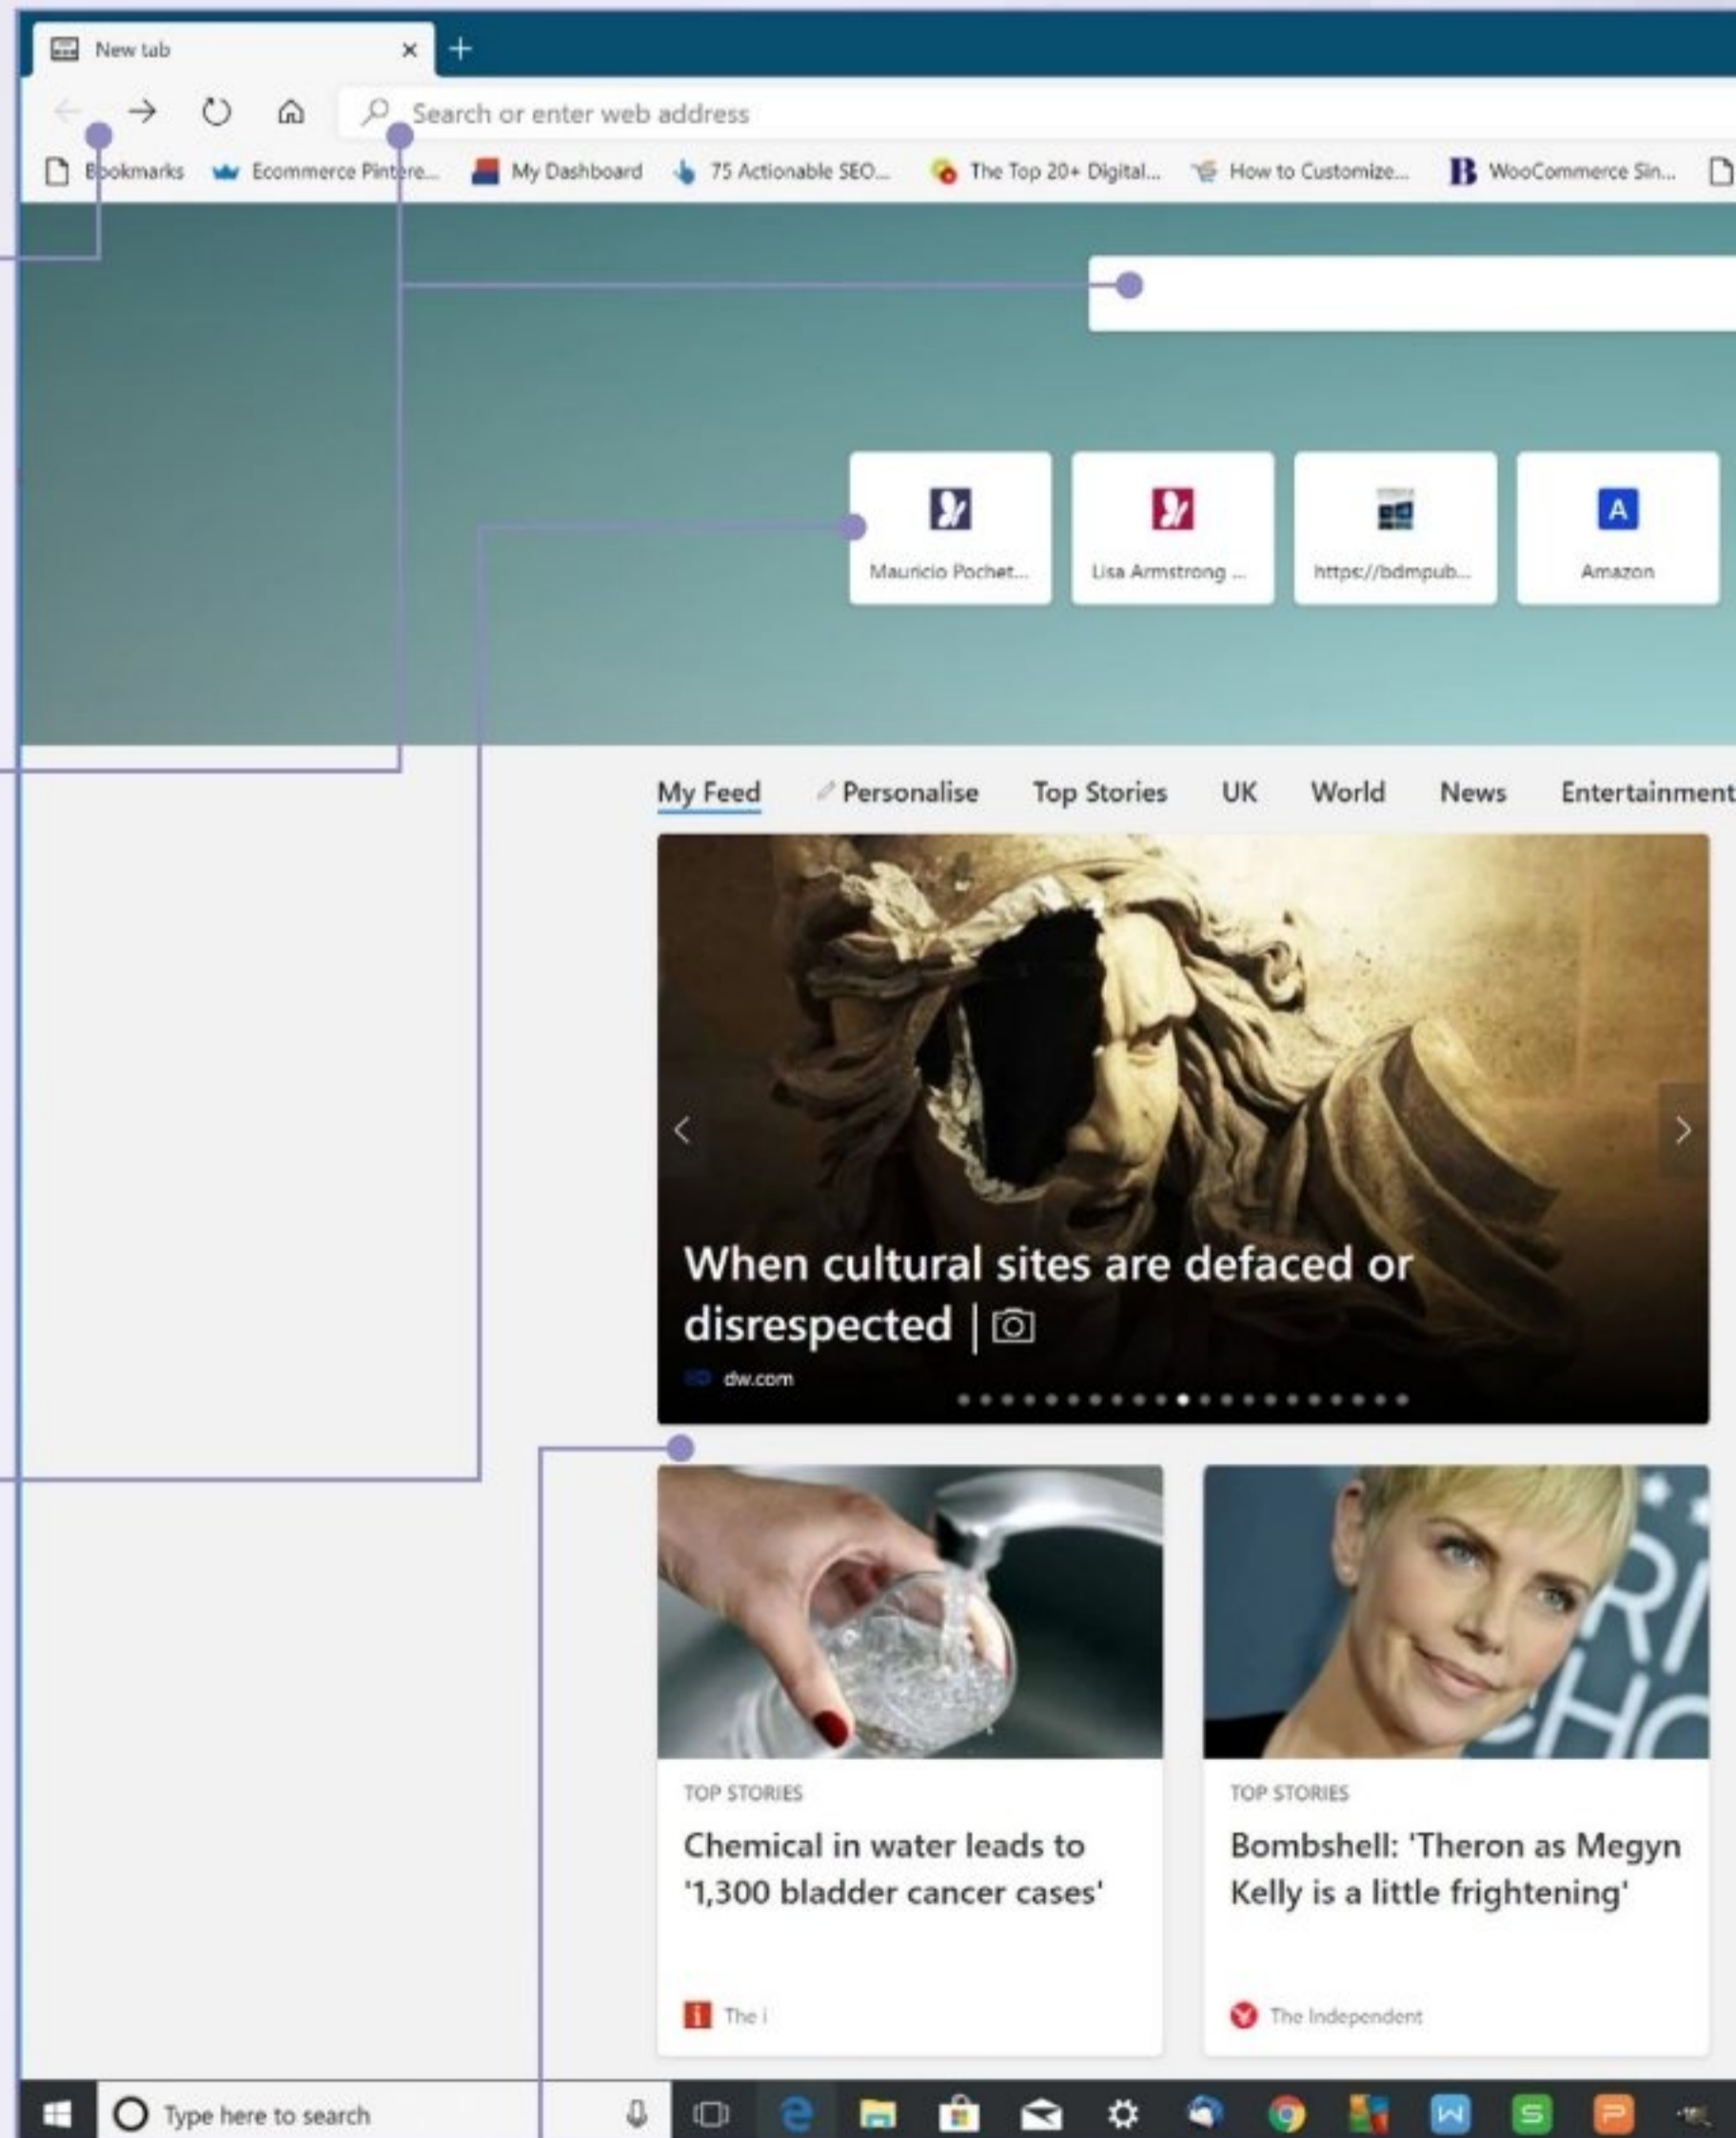 New tab
Search or enter web address
Bookmarks Ecommerce Pintere... My Dashboard 75 Actionable SEO... The Top 20+ Digital... How to Customize... WooCommerce Sin...
Mauricio Pochet... Lisa Armstrong ... https://bdmpub... Amazon
A
My Feed Personalise Top Stories UK World News Entertainment
When cultural sites are defaced or
disrespected |
dw.com
TOP STORIES
Chemical in water leads to
'1,300 bladder cancer cases'
The i
TOP STORIES
Bombshell: 'Theron as Megyn
Kelly is a little frightening'
The Independent
Type here to search